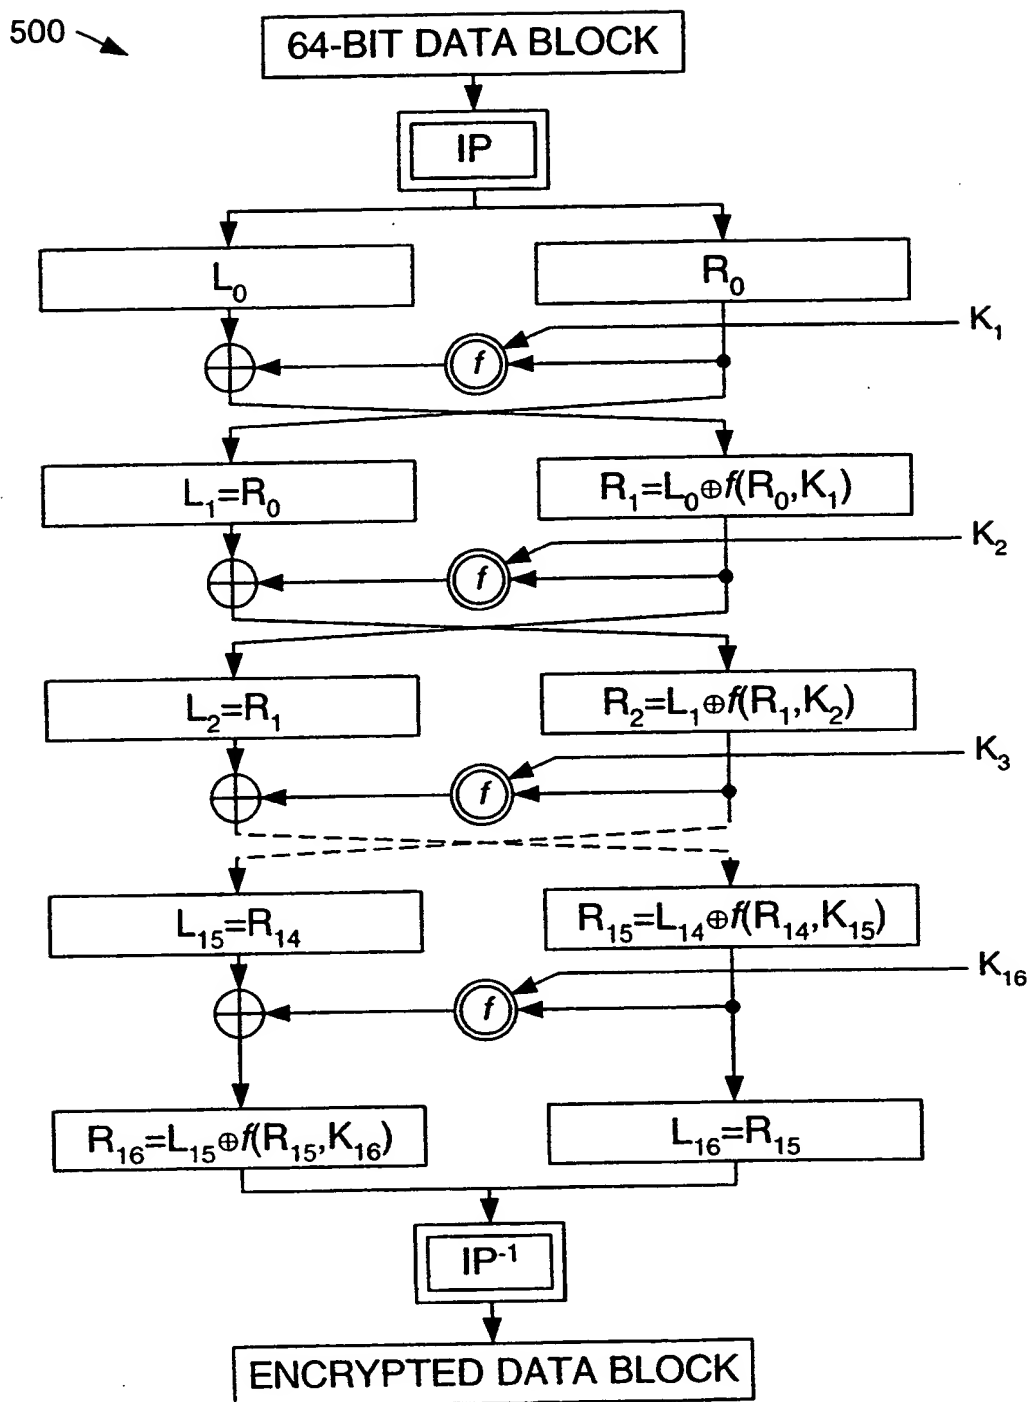 500
64-BIT DATA BLOCK
IP
L₀
R₀
K₁
f
L₁=R₀
R₁=L₀⊕f(R₀,K₁)
K₂
f
L₂=R₁
R₂=L₁⊕f(R₁,K₂)
K₃
f
L₁₅=R₁₄
R₁₅=L₁₄⊕f(R₁₄,K₁₅)
K₁₆
f
R₁₆=L₁₅⊕f(R₁₅,K₁₆)
L₁₆=R₁₅
IP⁻¹
ENCRYPTED DATA BLOCK